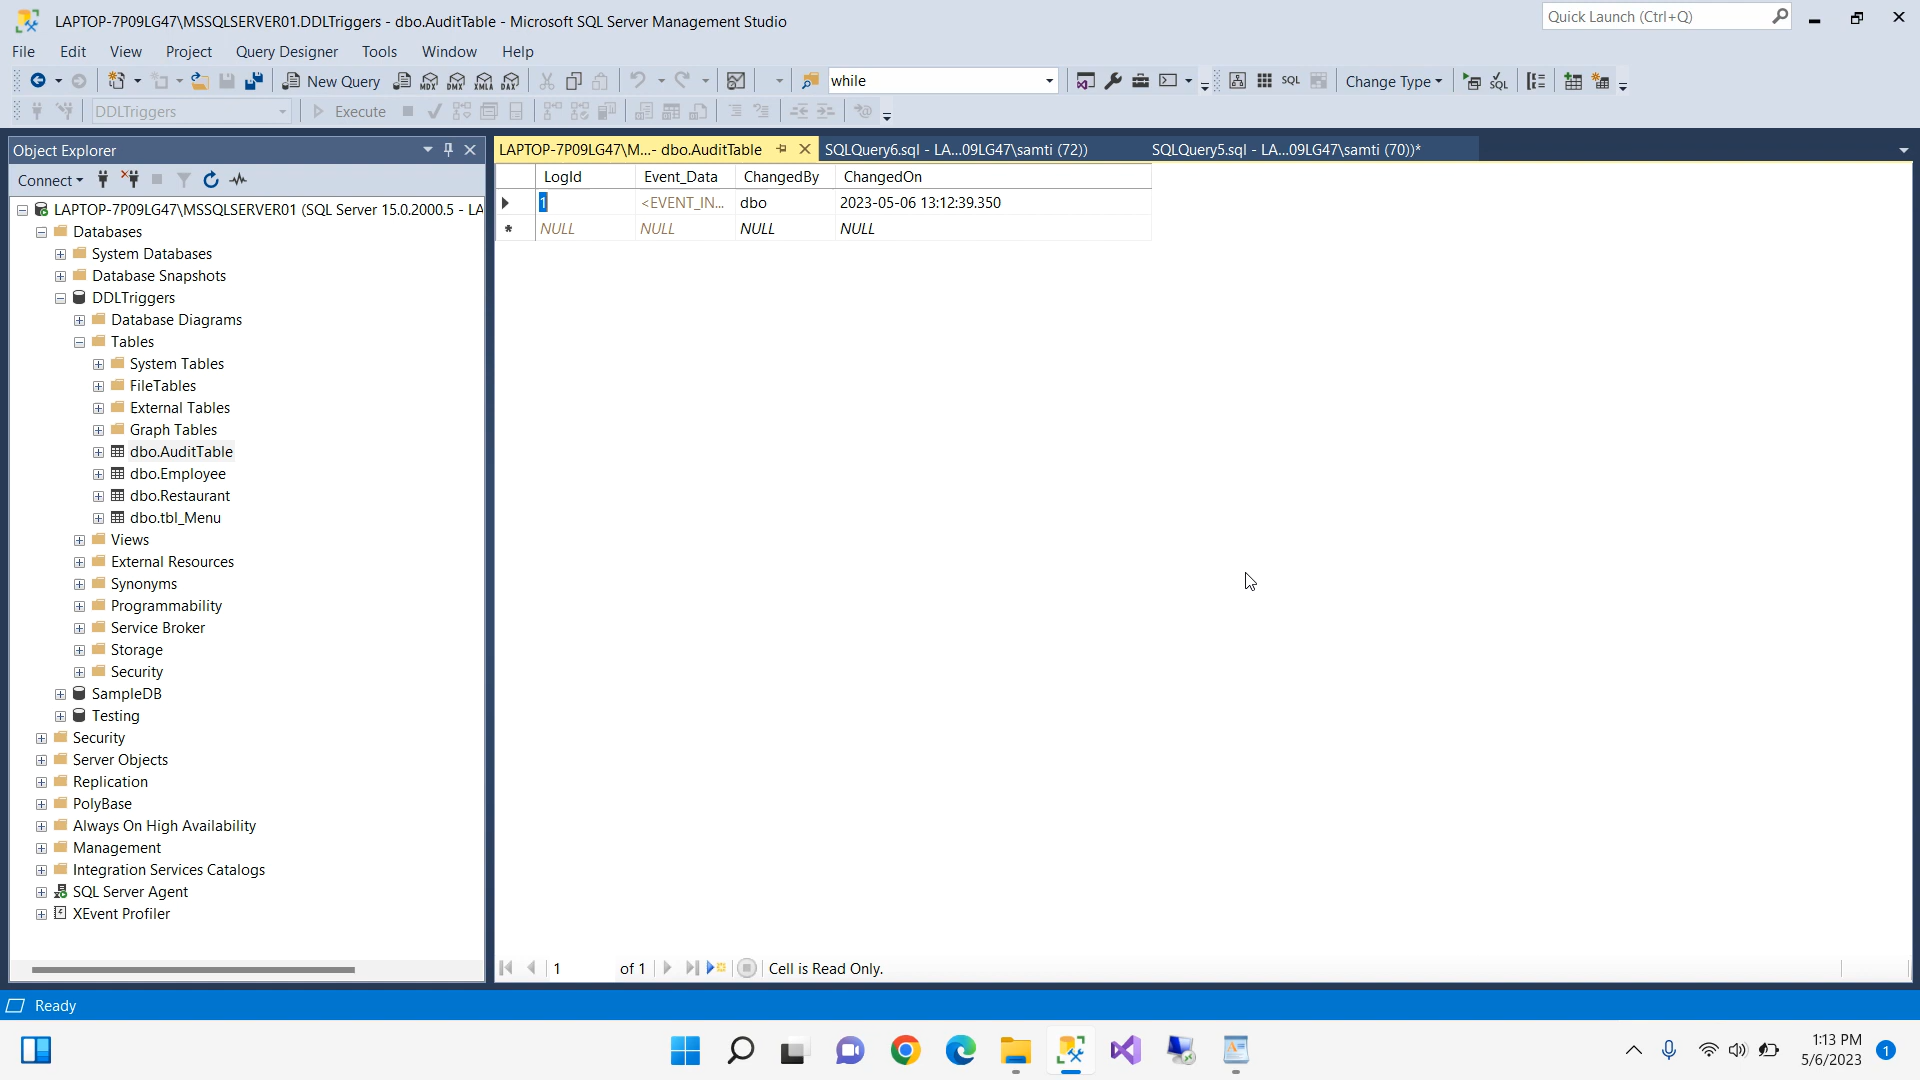 LAPTOP-7P09LG47\MSSQLSERVER01.DDLTriggers - dbo.AuditTable - Microsoft SQL Server Management Studio
Quick Launch (Ctrl+Q)
File Edit View Project Query Designer Tools Window Help
New Query MDX DMX XMLA DAX while SQL Change Type SQL
DDLTriggers Execute
Object Explorer
Connect
LAPTOP-7P09LG47\MSSQLSERVER01 (SQL Server 15.0.2000.5 - LA
Databases
System Databases
Database Snapshots
DDLTriggers
Database Diagrams
Tables
System Tables
FileTables
External Tables
Graph Tables
dbo.AuditTable
dbo.Employee
dbo.Restaurant
dbo.tbl_Menu
Views
External Resources
Synonyms
Programmability
Service Broker
Storage
Security
SampleDB
Testing
Security
Server Objects
Replication
PolyBase
Always On High Availability
Management
Integration Services Catalogs
SQL Server Agent
XEvent Profiler
LAPTOP-7P09LG47\M...- dbo.AuditTable SQLQuery6.sql - LA...09LG47\samti (72)) SQLQuery5.sql - LA...09LG47\samti (70))*
LogId Event_Data ChangedBy ChangedOn
1 <EVENT_IN... dbo 2023-05-06 13:12:39.350
NULL NULL NULL NULL
1 of 1 Cell is Read Only.
Ready
1:13 PM
5/6/2023 1